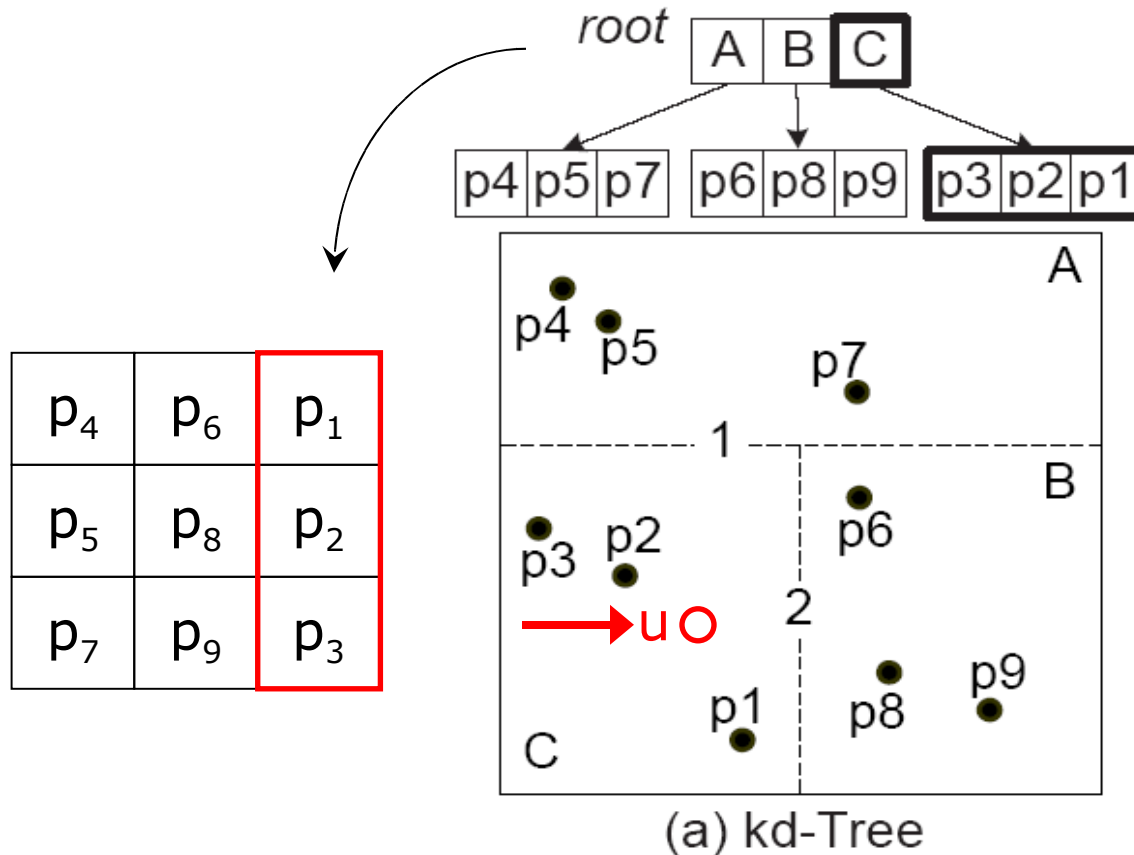 root
A B C
p4 p5 p7 p6 p8 p9 p3 p2 p1
A
p4
p5
p7
1
B
p6
p3 p2
2
u
p1
p8
p9
C
p₄ p₆ p₁
p₅ p₈ p₂
p₇ p₉ p₃
(a) kd-Tree